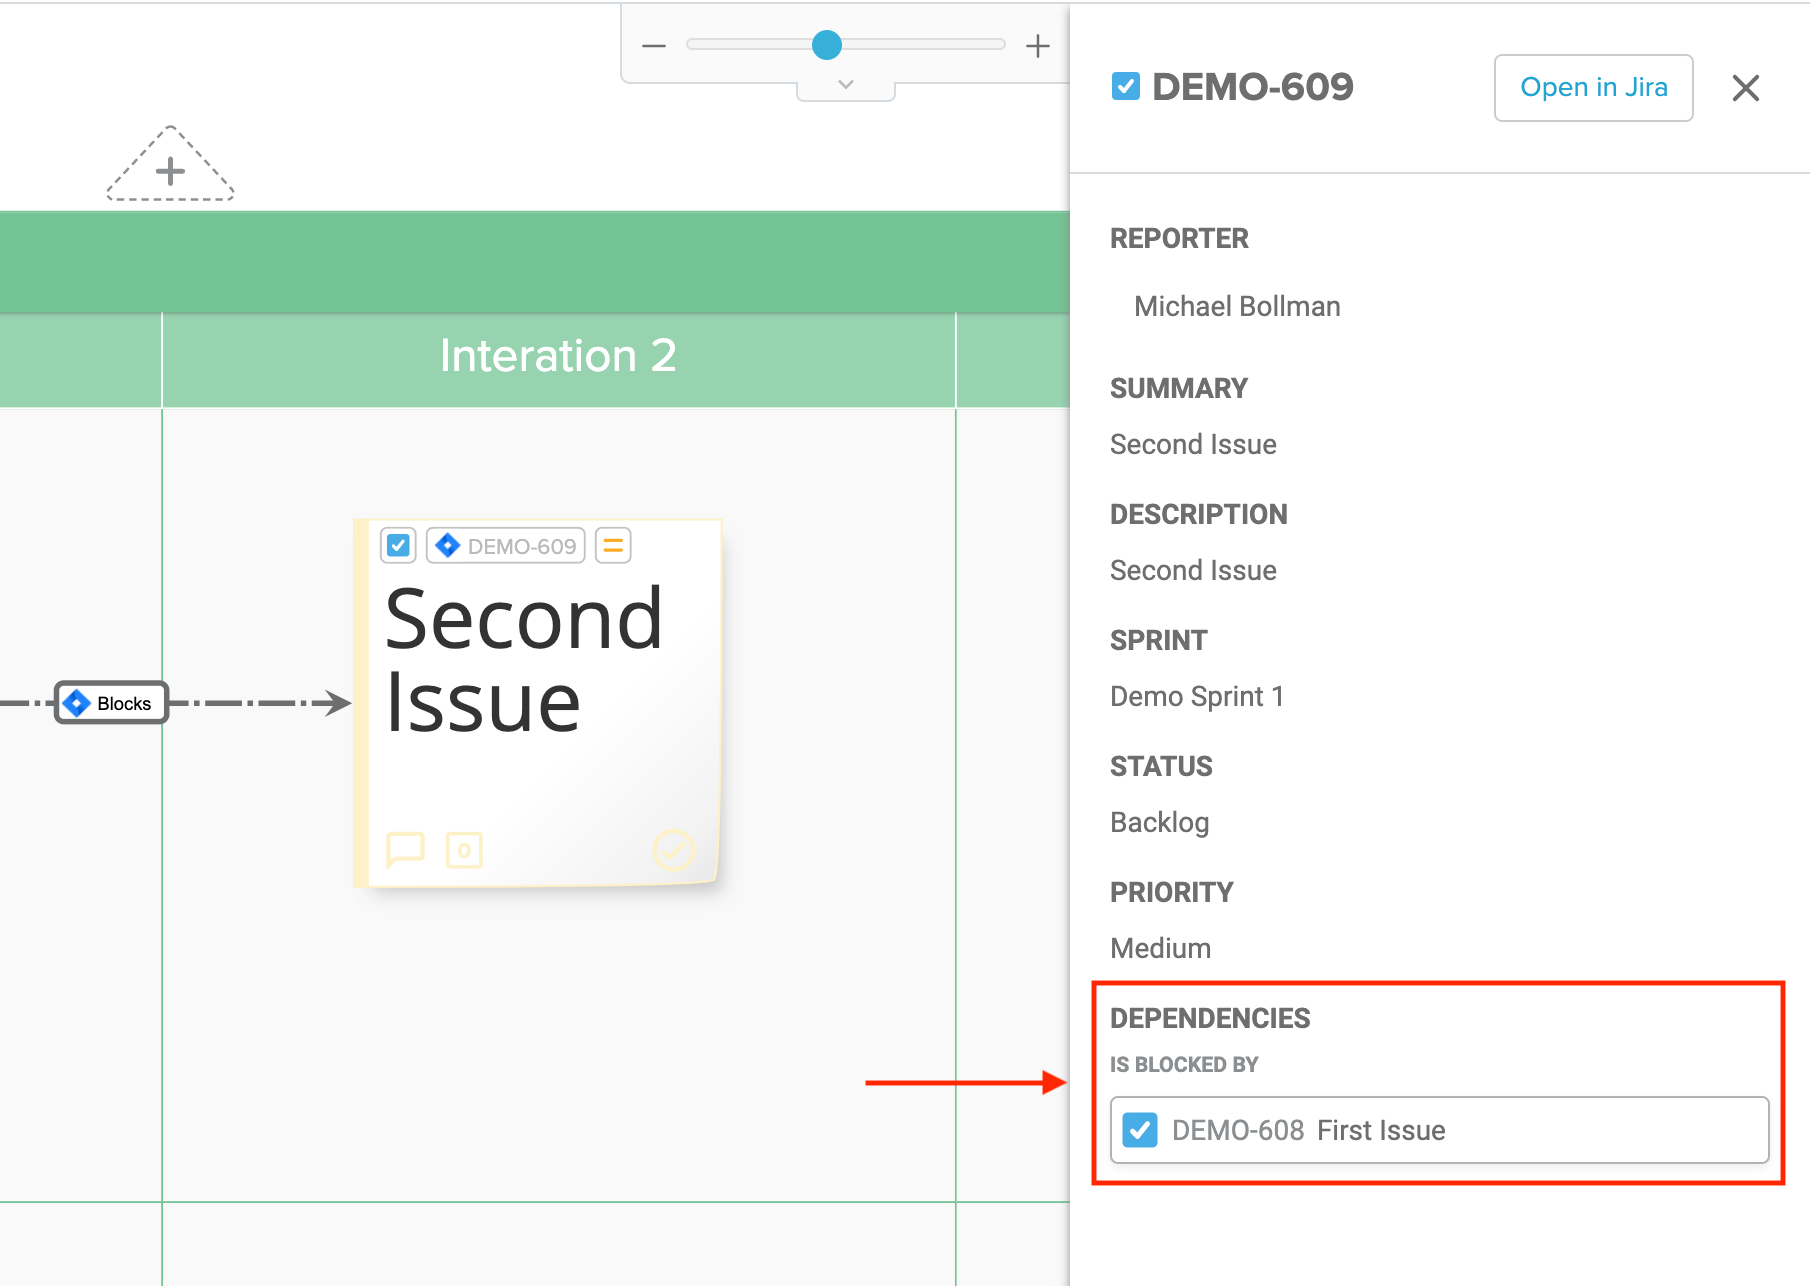 DEMO-609
Open in Jira
REPORTER
Michael Bollman
SUMMARY
Second Issue
DESCRIPTION
Second Issue
SPRINT
Demo Sprint 1
STATUS
Backlog
PRIORITY
Medium
DEPENDENCIES
IS BLOCKED BY
DEMO-608 First Issue
Interation 2
DEMO-609
Second
Issue
0
Blocks